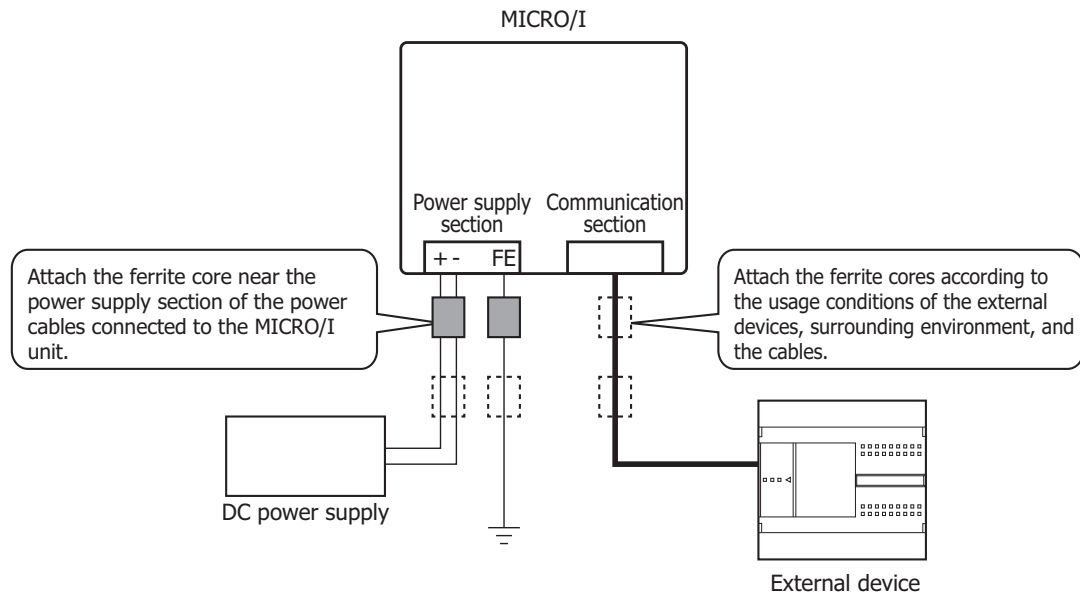 MICRO/I
Power supply
section
Communication
section
+ -
FE
Attach the ferrite core near the
power supply section of the power
cables connected to the MICRO/I
unit.
Attach the ferrite cores according to
the usage conditions of the external
devices, surrounding environment, and
the cables.
DC power supply
External device